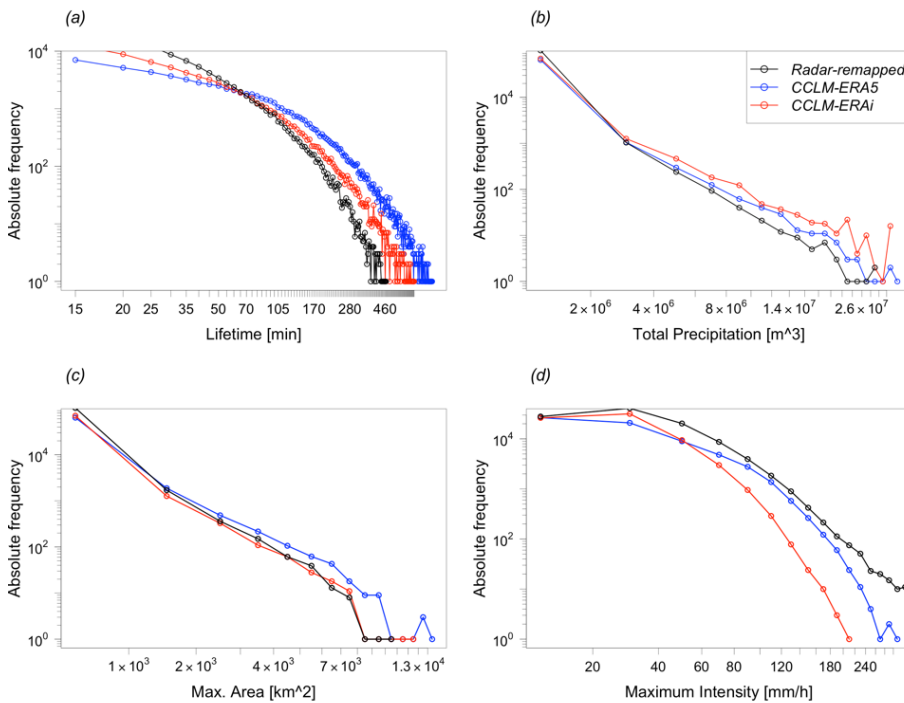 (a)
Absolute frequency
10^4
10^2
10^1
10^0
15 20 25 35 50 70 105 170 280 460
Lifetime [min]
(b)
Radar-remapped
CCLM-ERA5
CCLM-ERAi
Absolute frequency
10^4
10^3
10^2
10^0
2 × 10^6 4 × 10^6 8 × 10^6 1.4 × 10^7 2.6 × 10^7
Total Precipitation [m^3]
(c)
Absolute frequency
10^4
10^2
10^0
1 × 10^3 2 × 10^3 4 × 10^3 7 × 10^3 1.3 × 10^4
Max. Area [km^2]
(d)
Absolute frequency
10^4
10^2
10^0
20 40 60 80 120 180 240
Maximum Intensity [mm/h]